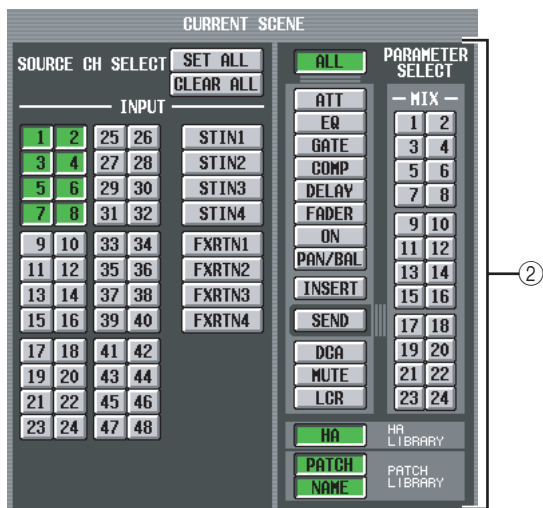 CURRENT SCENE
SOURCE CH SELECT
SET ALL
CLEAR ALL
INPUT
1 2 25 26 STIN1
3 4 27 28 STIN2
5 6 29 30 STIN3
7 8 31 32 STIN4
9 10 33 34 FXRTN1
11 12 35 36 FXRTN2
13 14 37 38 FXRTN3
15 16 39 40 FXRTN4
17 18 41 42
19 20 43 44
21 22 45 46
23 24 47 48
ALL
PARAMETER
SELECT
ATT
EQ
GATE
COMP
DELAY
FADER
ON
PAN/BAL
INSERT
SEND
DCA
MUTE
LCR
MIX
1 2
3 4
5 6
7 8
9 10
11 12
13 14
15 16
17 18
19 20
21 22
23 24
HA
HA
LIBRARY
PATCH
NAME
PATCH
LIBRARY
②